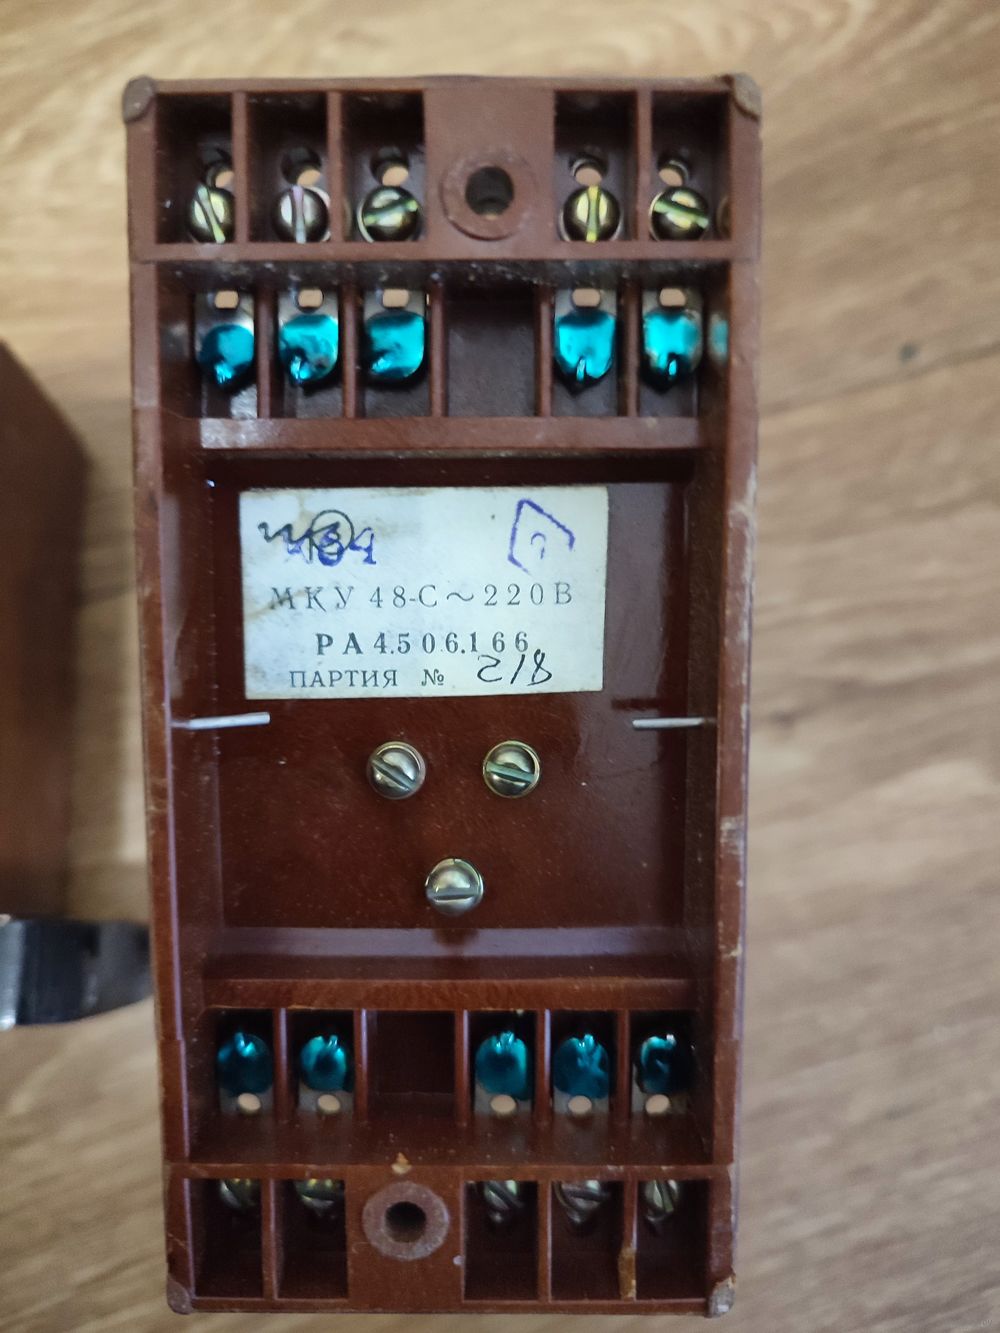 МКУ 48-С ~ 220В
РА4.506.166
ПАРТИЯ № 218